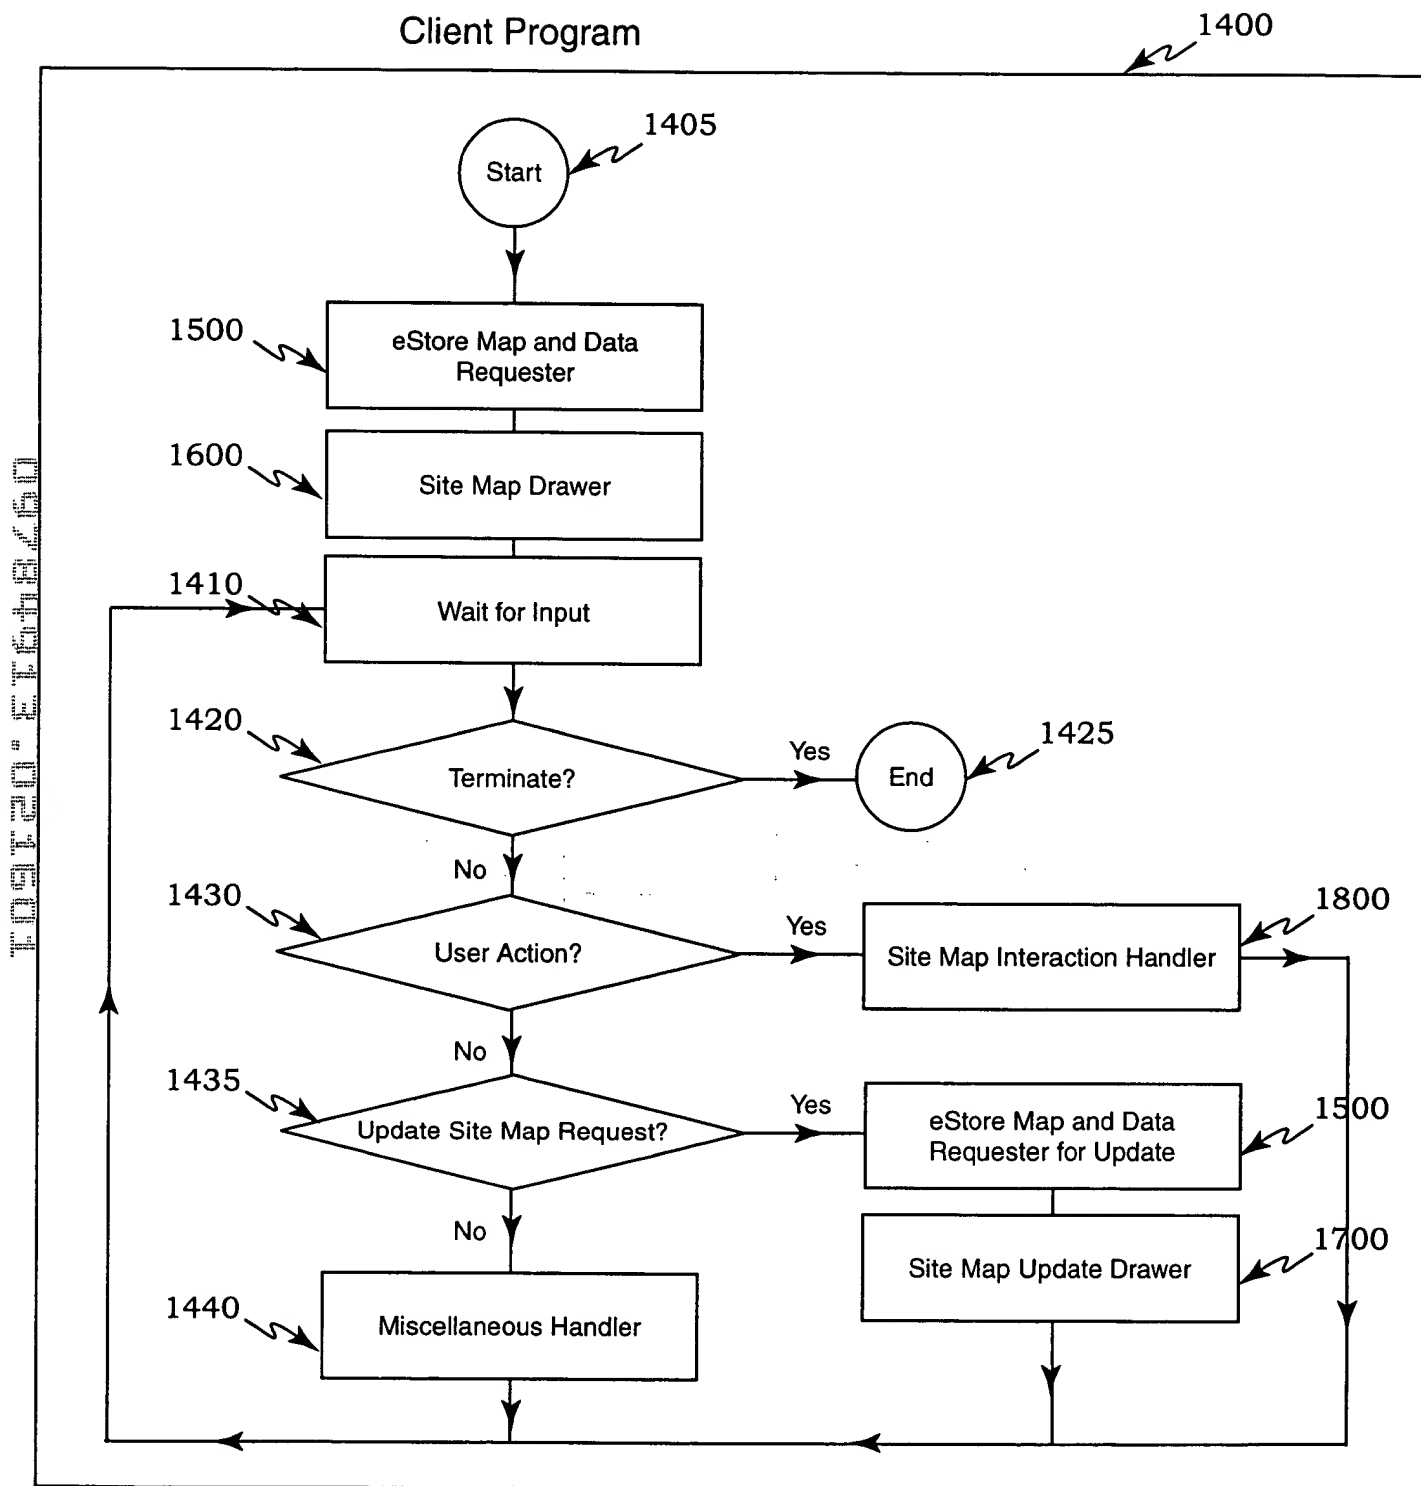 Client Program
1400
Start
1405
1500
eStore Map and Data
Requester
1600
Site Map Drawer
1410
Wait for Input
1420
Terminate?
Yes
End
1425
No
1430
User Action?
Yes
Site Map Interaction Handler
1800
No
1435
Update Site Map Request?
Yes
eStore Map and Data
Requester for Update
1500
No
Site Map Update Drawer
1700
1440
Miscellaneous Handler
09784913.021501